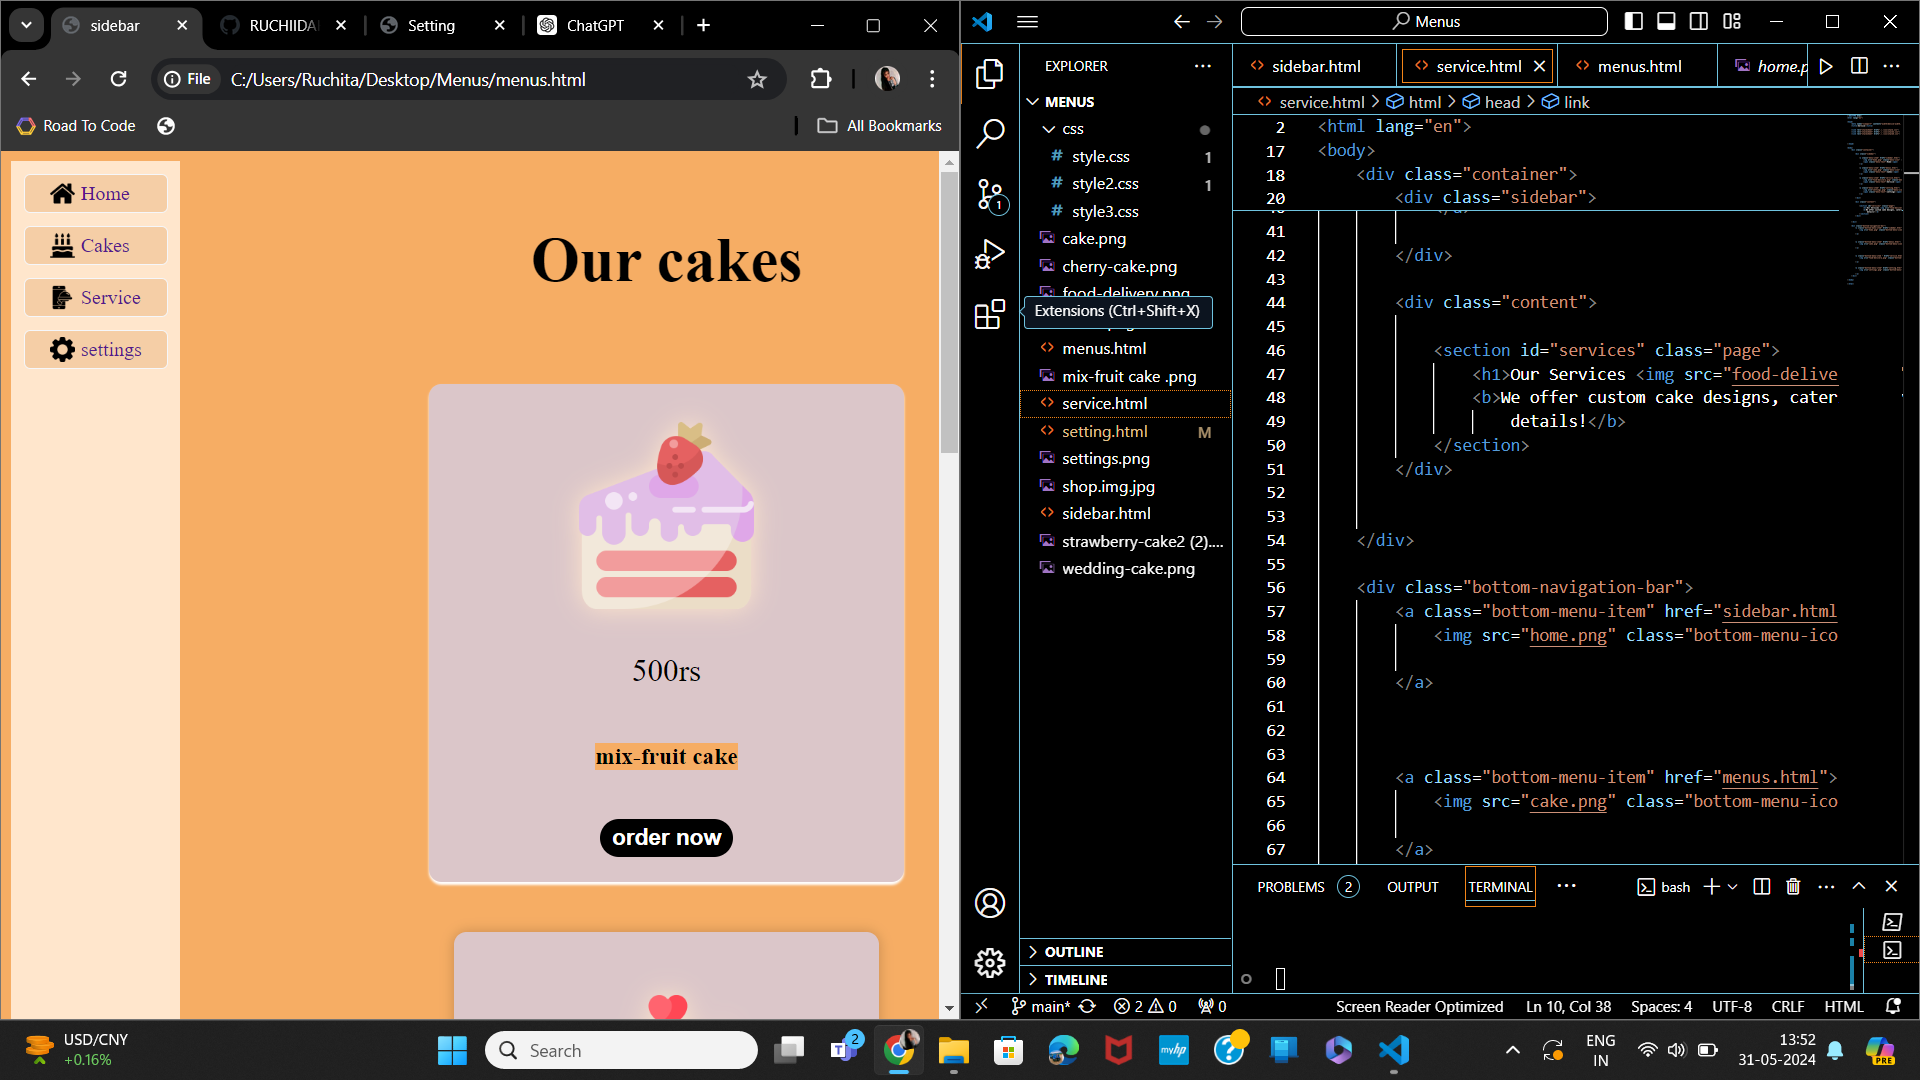 sidebar
RUCHIIDA
Setting
ChatGPT
File
C:/Users/Ruchita/Desktop/Menus/menus.html
Road To Code
All Bookmarks
Home
Cakes
Service
settings
Our cakes
500rs
mix-fruit cake
order now
Menus
EXPLORER
MENUS
css
style.css 1
style2.css 1
style3.css
cake.png
cherry-cake.png
food-delivery.png
Extensions (Ctrl+Shift+X)
menus.html
mix-fruit cake .png
service.html
setting.html M
settings.png
shop.img.jpg
sidebar.html
strawberry-cake2 (2)....
wedding-cake.png
OUTLINE
TIMELINE
1
sidebar.html
service.html
menus.html
home.p
service.html > html > head > link
2 <html lang="en">
17 <body>
18 <div class="container">
20 <div class="sidebar">
41
42 </div>
43
44 <div class="content">
45
46 <section id="services" class="page">
47 <h1>Our Services <img src="food-delive
48 <b>We offer custom cake designs, cater
49 details!</b>
50 </section>
51 </div>
52
53
54 </div>
55
56 <div class="bottom-navigation-bar">
57 <a class="bottom-menu-item" href="sidebar.html
58 <img src="home.png" class="bottom-menu-ico
59
60 </a>
61
62
63
64 <a class="bottom-menu-item" href="menus.html">
65 <img src="cake.png" class="bottom-menu-ico
66
67 </a>
PROBLEMS 2 OUTPUT TERMINAL
bash
main* 2 0 0
Screen Reader Optimized Ln 10, Col 38 Spaces: 4 UTF-8 CRLF HTML
USD/CNY
+0.16%
Search
2
myhp
ENG
IN
13:52
31-05-2024
PRE